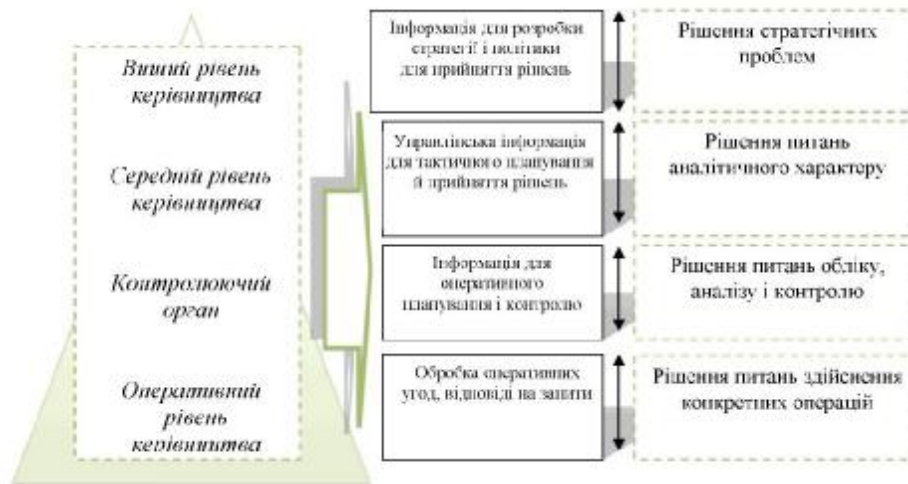 Вищий рівень
керівництва
Середній рівень
керівництва
Контролюючий
орган
Оперативний
рівень
керівництва
Інформація для розробки
стратегії і політики
для прийняття рішень
Управлінська інформація
для тактичного планування
й прийняття рішень
Інформація для
оперативного
планування і контролю
Обробка оперативних
угод, відповіді на запити
Рішення стратегічних
проблем
Рішення питань
аналітичного характеру
Рішення питань обліку,
аналізу і контролю
Рішення питань здійснення
конкретних операцій